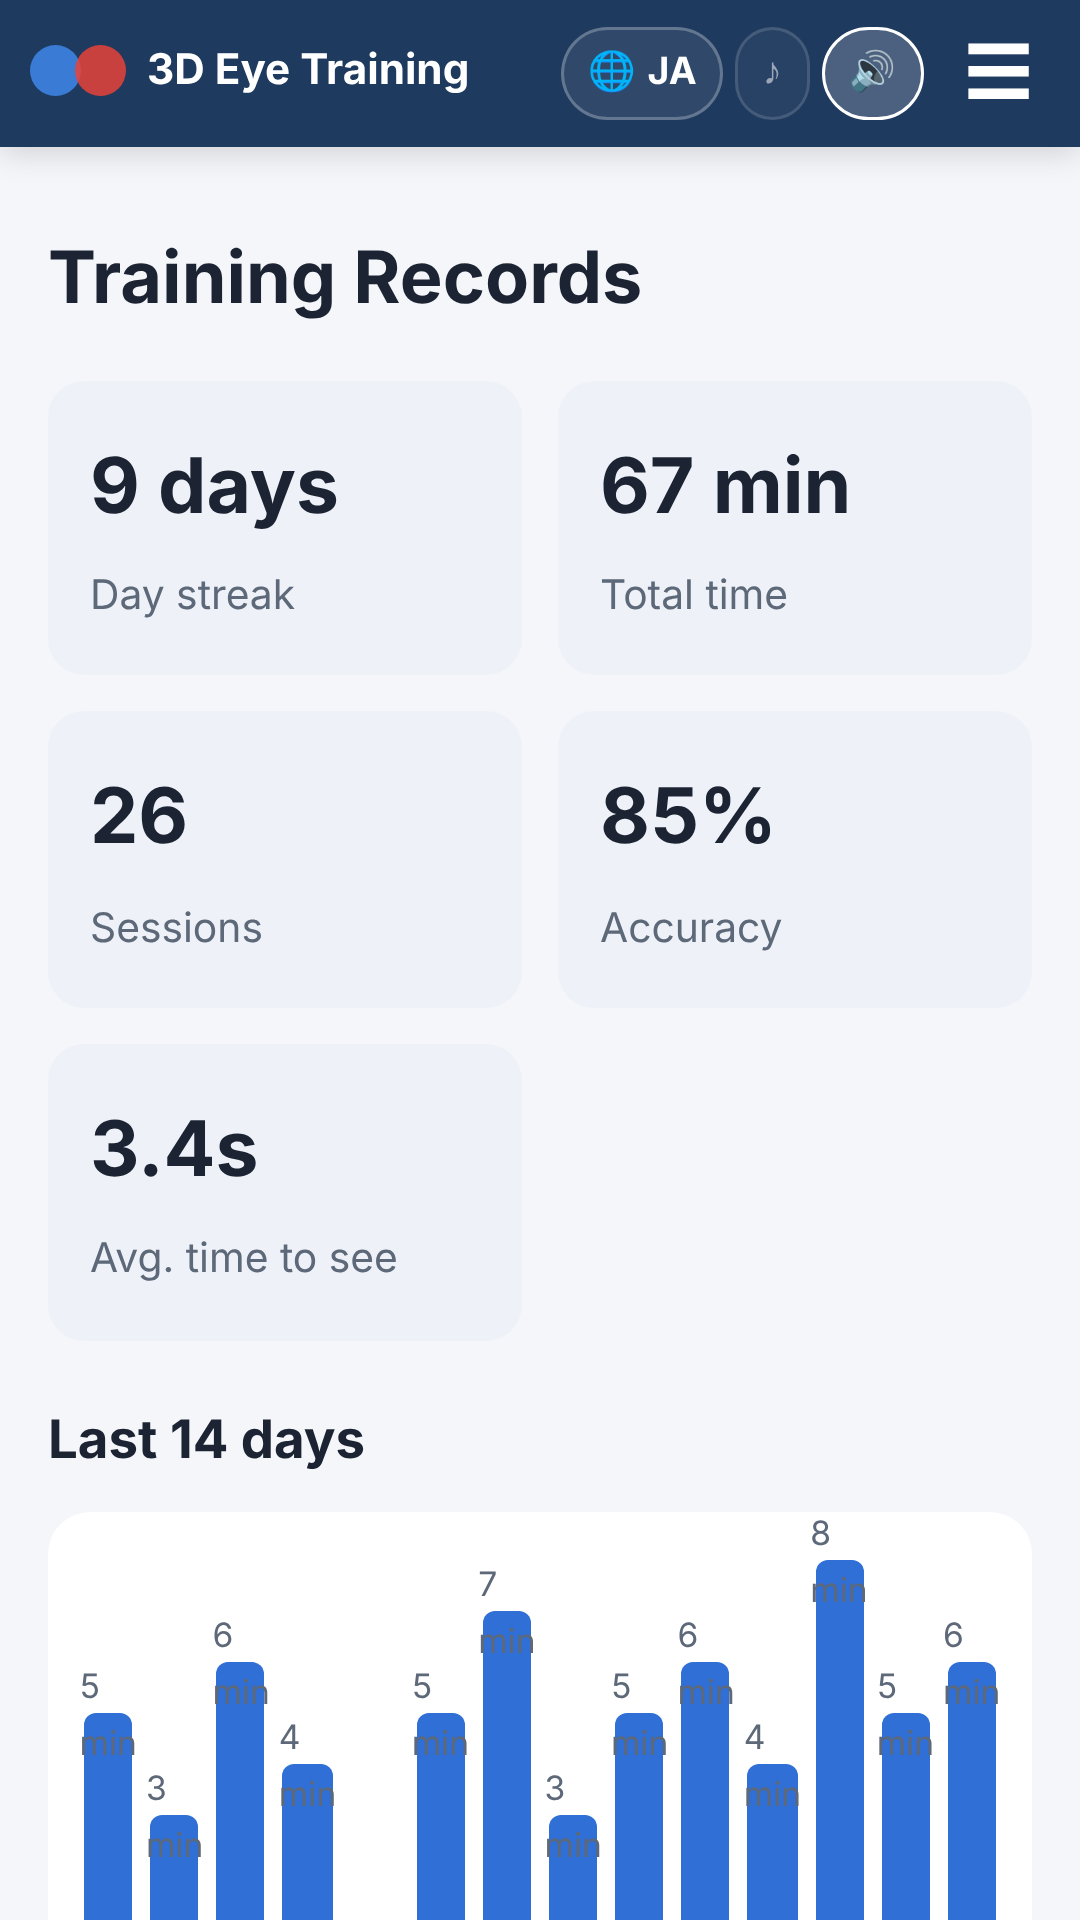 3D Eye Training
🌐 JA
♪
Training Records
9 days
Day streak
67 min
Total time
26
Sessions
85%
Accuracy
3.4s
Avg. time to see
Last 14 days
5 min
3 min
6 min
4 min
5 min
7 min
3 min
5 min
6 min
4 min
8 min
5 min
6 min